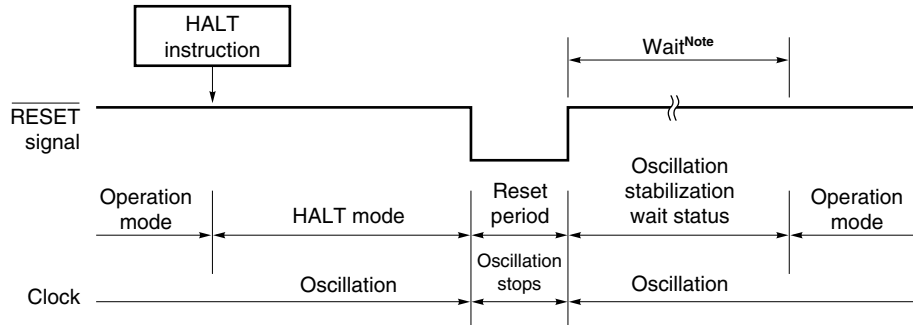 HALT
instruction
Wait Note
RESET
signal
Operation
mode
HALT mode
Reset
period
Oscillation
stabilization
wait status
Operation
mode
Clock
Oscillation
Oscillation
stops
Oscillation